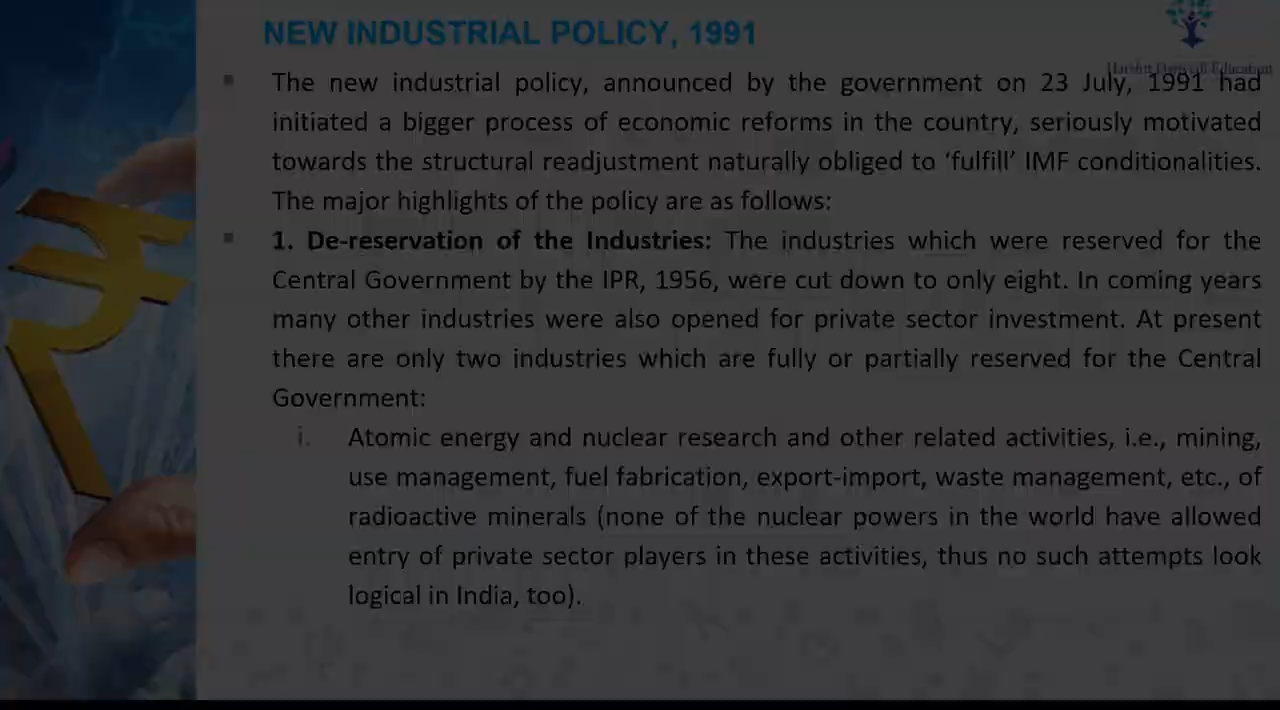 NEW INDUSTRIAL POLICY, 1991
Harshit Dwivedi Education
▪ The new industrial policy, announced by the government on 23 July, 1991 had
initiated a bigger process of economic reforms in the country, seriously motivated
towards the structural readjustment naturally obliged to ‘fulfill’ IMF conditionalities.
The major highlights of the policy are as follows:
▪ 1. De-reservation of the Industries: The industries which were reserved for the
Central Government by the IPR, 1956, were cut down to only eight. In coming years
many other industries were also opened for private sector investment. At present
there are only two industries which are fully or partially reserved for the Central
Government:
i. Atomic energy and nuclear research and other related activities, i.e., mining,
use management, fuel fabrication, export-import, waste management, etc., of
radioactive minerals (none of the nuclear powers in the world have allowed
entry of private sector players in these activities, thus no such attempts look
logical in India, too).